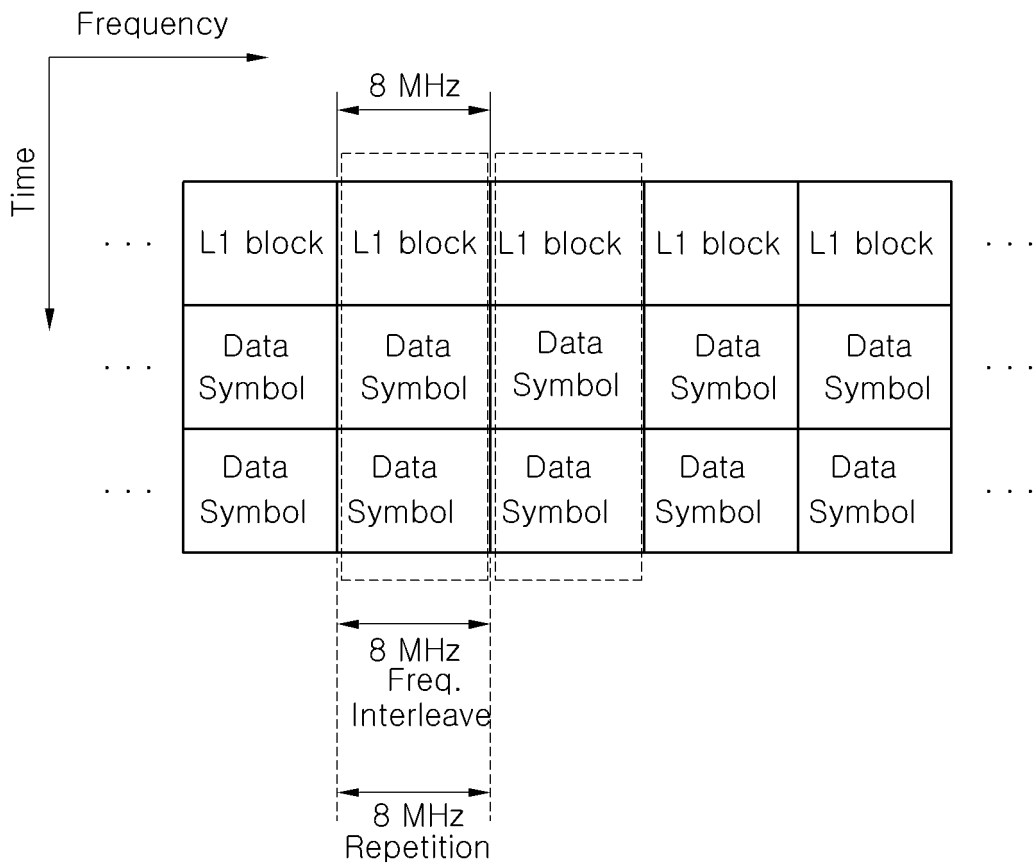 Frequency
Time
8 MHz
. . . L1 block L1 block L1 block L1 block L1 block . . .
Data Data Data Data Data
. . . Symbol Symbol Symbol Symbol Symbol . . .
Data Data Data Data Data
. . . Symbol Symbol Symbol Symbol Symbol . . .
8 MHz
Freq.
Interleave
8 MHz
Repetition